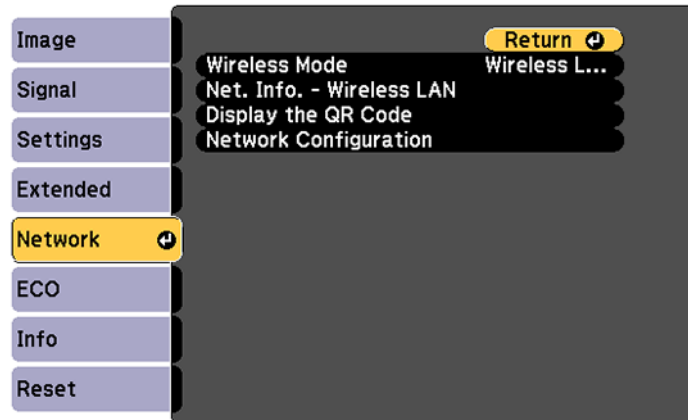 Image
Signal
Settings
Extended
Network
ECO
Info
Reset
Return
Wireless Mode Wireless L...
Net. Info. - Wireless LAN
Display the QR Code
Network Configuration